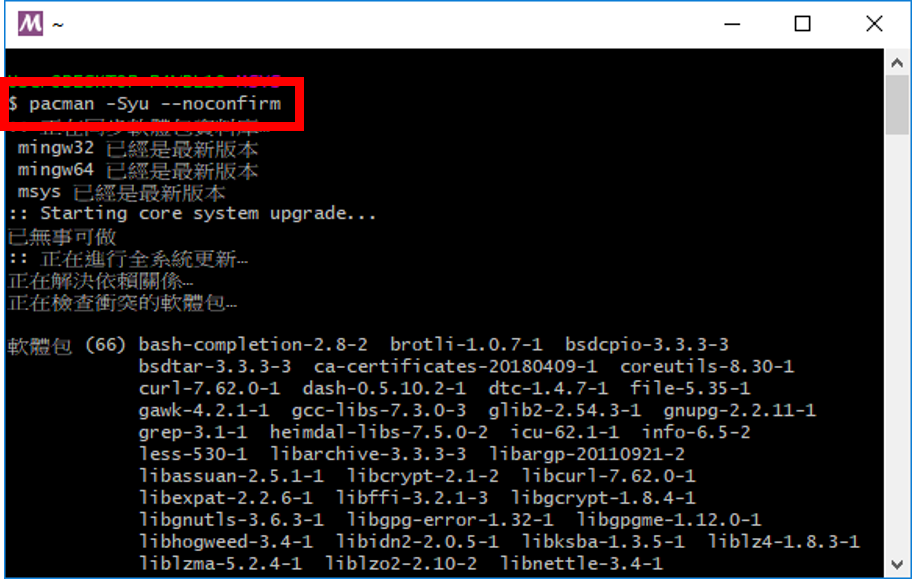 ~
$ pacman -Syu --noconfirm
:: 正在同步軟體包資料庫…
mingw32 已經是最新版本
mingw64 已經是最新版本
msys 已經是最新版本
:: Starting core system upgrade...
已無事可做
:: 正在進行全系統更新…
正在解決依賴關係…
正在檢查衝突的軟體包…
軟體包 (66) bash-completion-2.8-2 brotli-1.0.7-1 bsdcpio-3.3.3-3
bsdtar-3.3.3-3 ca-certificates-20180409-1 coreutils-8.30-1
curl-7.62.0-1 dash-0.5.10.2-1 dtc-1.4.7-1 file-5.35-1
gawk-4.2.1-1 gcc-libs-7.3.0-3 glib2-2.54.3-1 gnupg-2.2.11-1
grep-3.1-1 heimdal-libs-7.5.0-2 icu-62.1-1 info-6.5-2
less-530-1 libarchive-3.3.3-3 libargp-20110921-2
libassuan-2.5.1-1 libcrypt-2.1-2 libcurl-7.62.0-1
libexpat-2.2.6-1 libffi-3.2.1-3 libgcrypt-1.8.4-1
libgnutls-3.6.3-1 libgpg-error-1.32-1 libgpgme-1.12.0-1
libhogweed-3.4-1 libidn2-2.0.5-1 libksba-1.3.5-1 liblz4-1.8.3-1
liblzma-5.2.4-1 liblzo2-2.10-2 libnettle-3.4-1